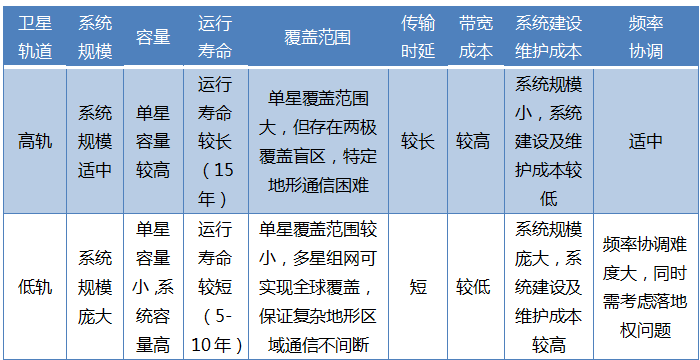 卫星
轨道
系统
规模
容量
运行
寿命
覆盖范围
传输
时延
带宽
成本
系统建设
维护成本
频率
协调
高轨
系统
规模
适中
单星
容量
较高
运行
寿命
较长
（15
年）
单星覆盖范围
大，但存在两极
覆盖盲区，特定
地形通信困难
较长
较高
系统规模
小，系统
建设及维
护成本较
低
适中
低轨
系统
规模
庞大
单星
容量
小，系
统容
量高
运行
寿命
较短
（5-
10年）
单星覆盖范围较
小，多星组网可
实现全球覆盖，
保证复杂地形区
域通信不间断
短
较低
系统规模
庞大，系
统建设及
维护成本
较高
频率协调难
度大，同时
需考虑落地
权问题